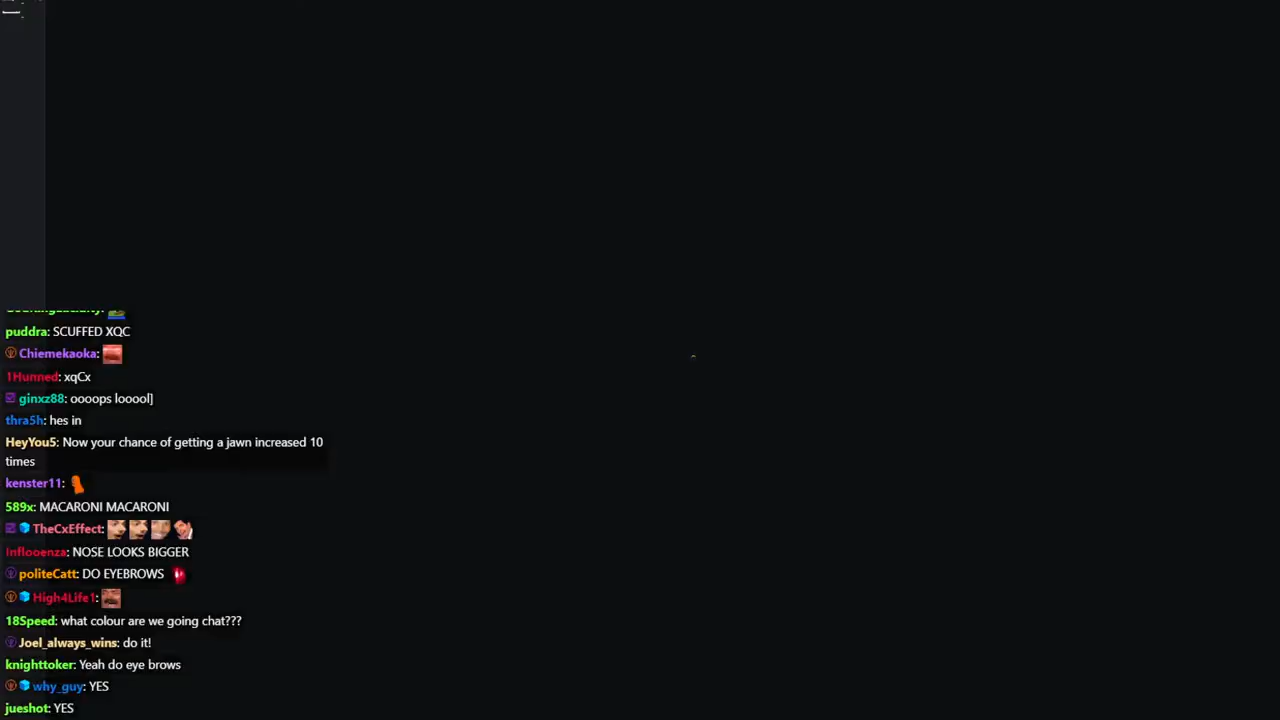 puddra: SCUFFED XQC
Chiemekaoka:
1Hunned: xqCx
ginxz88: oooops looool]
thra5h: hes in
HeyYou5: Now your chance of getting a jawn increased 10
times
kenster11:
589x: MACARONI MACARONI
TheCxEffect:
Inflooenza: NOSE LOOKS BIGGER
politeCatt: DO EYEBROWS
High4Life1:
18Speed: what colour are we going chat???
Joel_always_wins: do it!
knighttoker: Yeah do eye brows
why_guy: YES
jueshot: YES